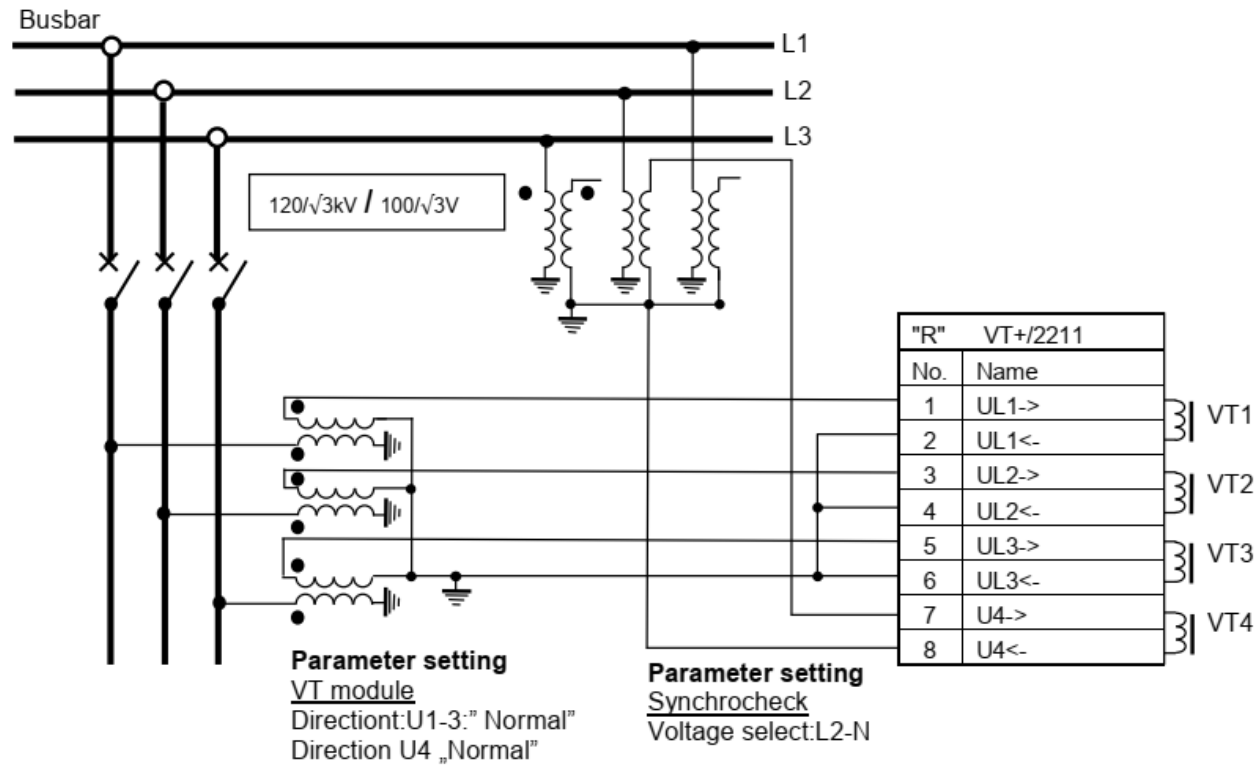 Busbar
L1
L2
L3
120/√3kV / 100/√3V
"R" VT+/2211
No. Name
1 UL1->
2 UL1<-
VT1
3 UL2->
4 UL2<-
VT2
5 UL3->
6 UL3<-
VT3
7 U4->
8 U4<-
VT4
Parameter setting
VT module
Directiont:U1-3:” Normal”
Direction U4 „Normal”
Parameter setting
Synchrocheck
Voltage select:L2-N